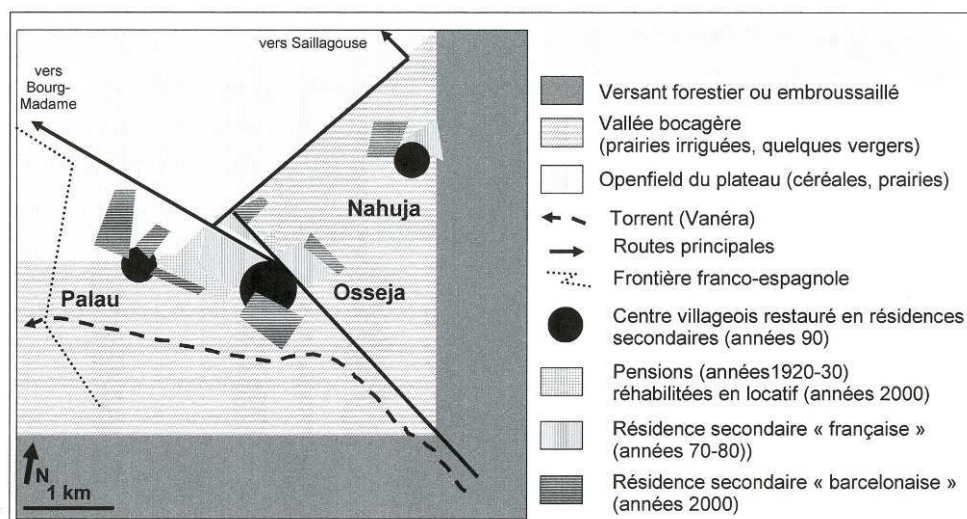 vers Saillagouse
vers
Bourg-
Madame
Nahuja
Osseja
Palau
N
1 km
Versant forestier ou embroussaillé
Vallée bocagère
(prairies irriguées, quelques vergers)
Openfield du plateau (céréales, prairies)
Torrent (Vanéra)
Routes principales
Frontière franco-espagnole
Centre villageois restauré en résidences
secondaires (années 90)
Pensions (années1920-30)
réhabilitées en locatif (années 2000)
Résidence secondaire « française »
(années 70-80))
Résidence secondaire « barcelonaise »
(années 2000)